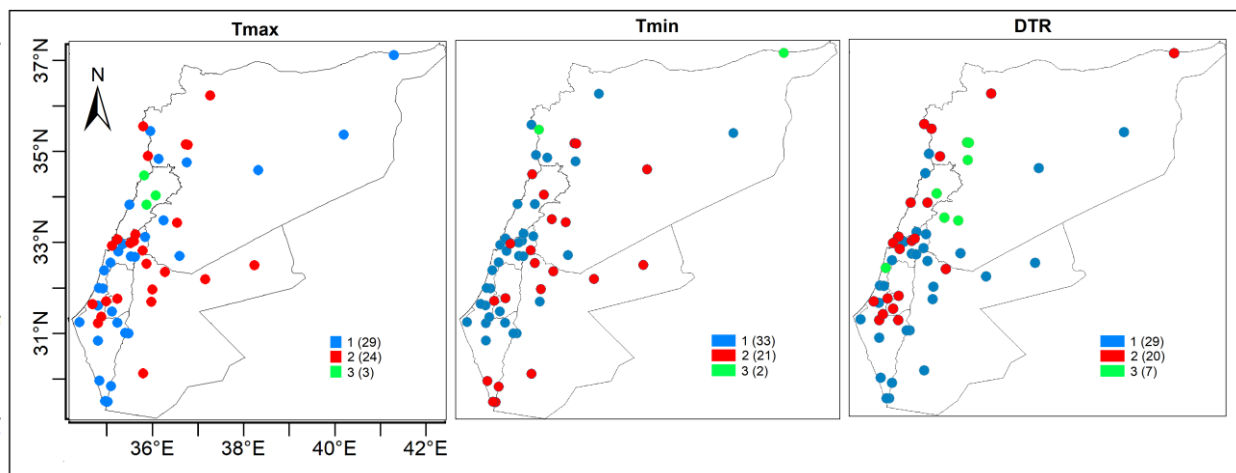 Tmax
Tmin
DTR
37°N
35°N
33°N
31°N
N
1 (29)
2 (24)
3 (3)
1 (33)
2 (21)
3 (2)
1 (29)
2 (20)
3 (7)
36°E
38°E
40°E
42°E